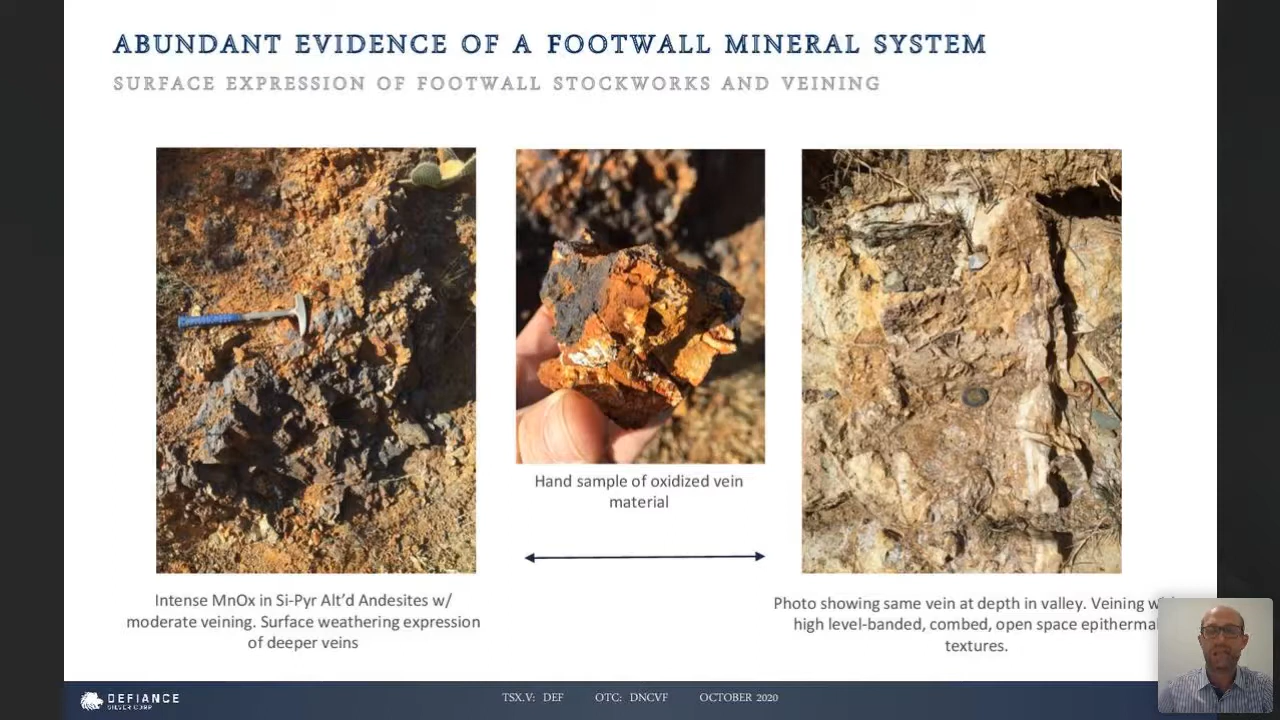 ABUNDANT EVIDENCE OF A FOOTWALL MINERAL SYSTEM
SURFACE EXPRESSION OF FOOTWALL STOCKWORKS AND VEINING
Hand sample of oxidized vein
material
Intense MnOx in Si-Pyr Alt'd Andesites w/
moderate veining. Surface weathering expression
of deeper veins
Photo showing same vein at depth in valley. Veining
high level-banded, combed, open space epitherma
textures.
DEFIANCE
SILVER CORP
TSX.V: DEF OTC: DNCVF OCTOBER 2020